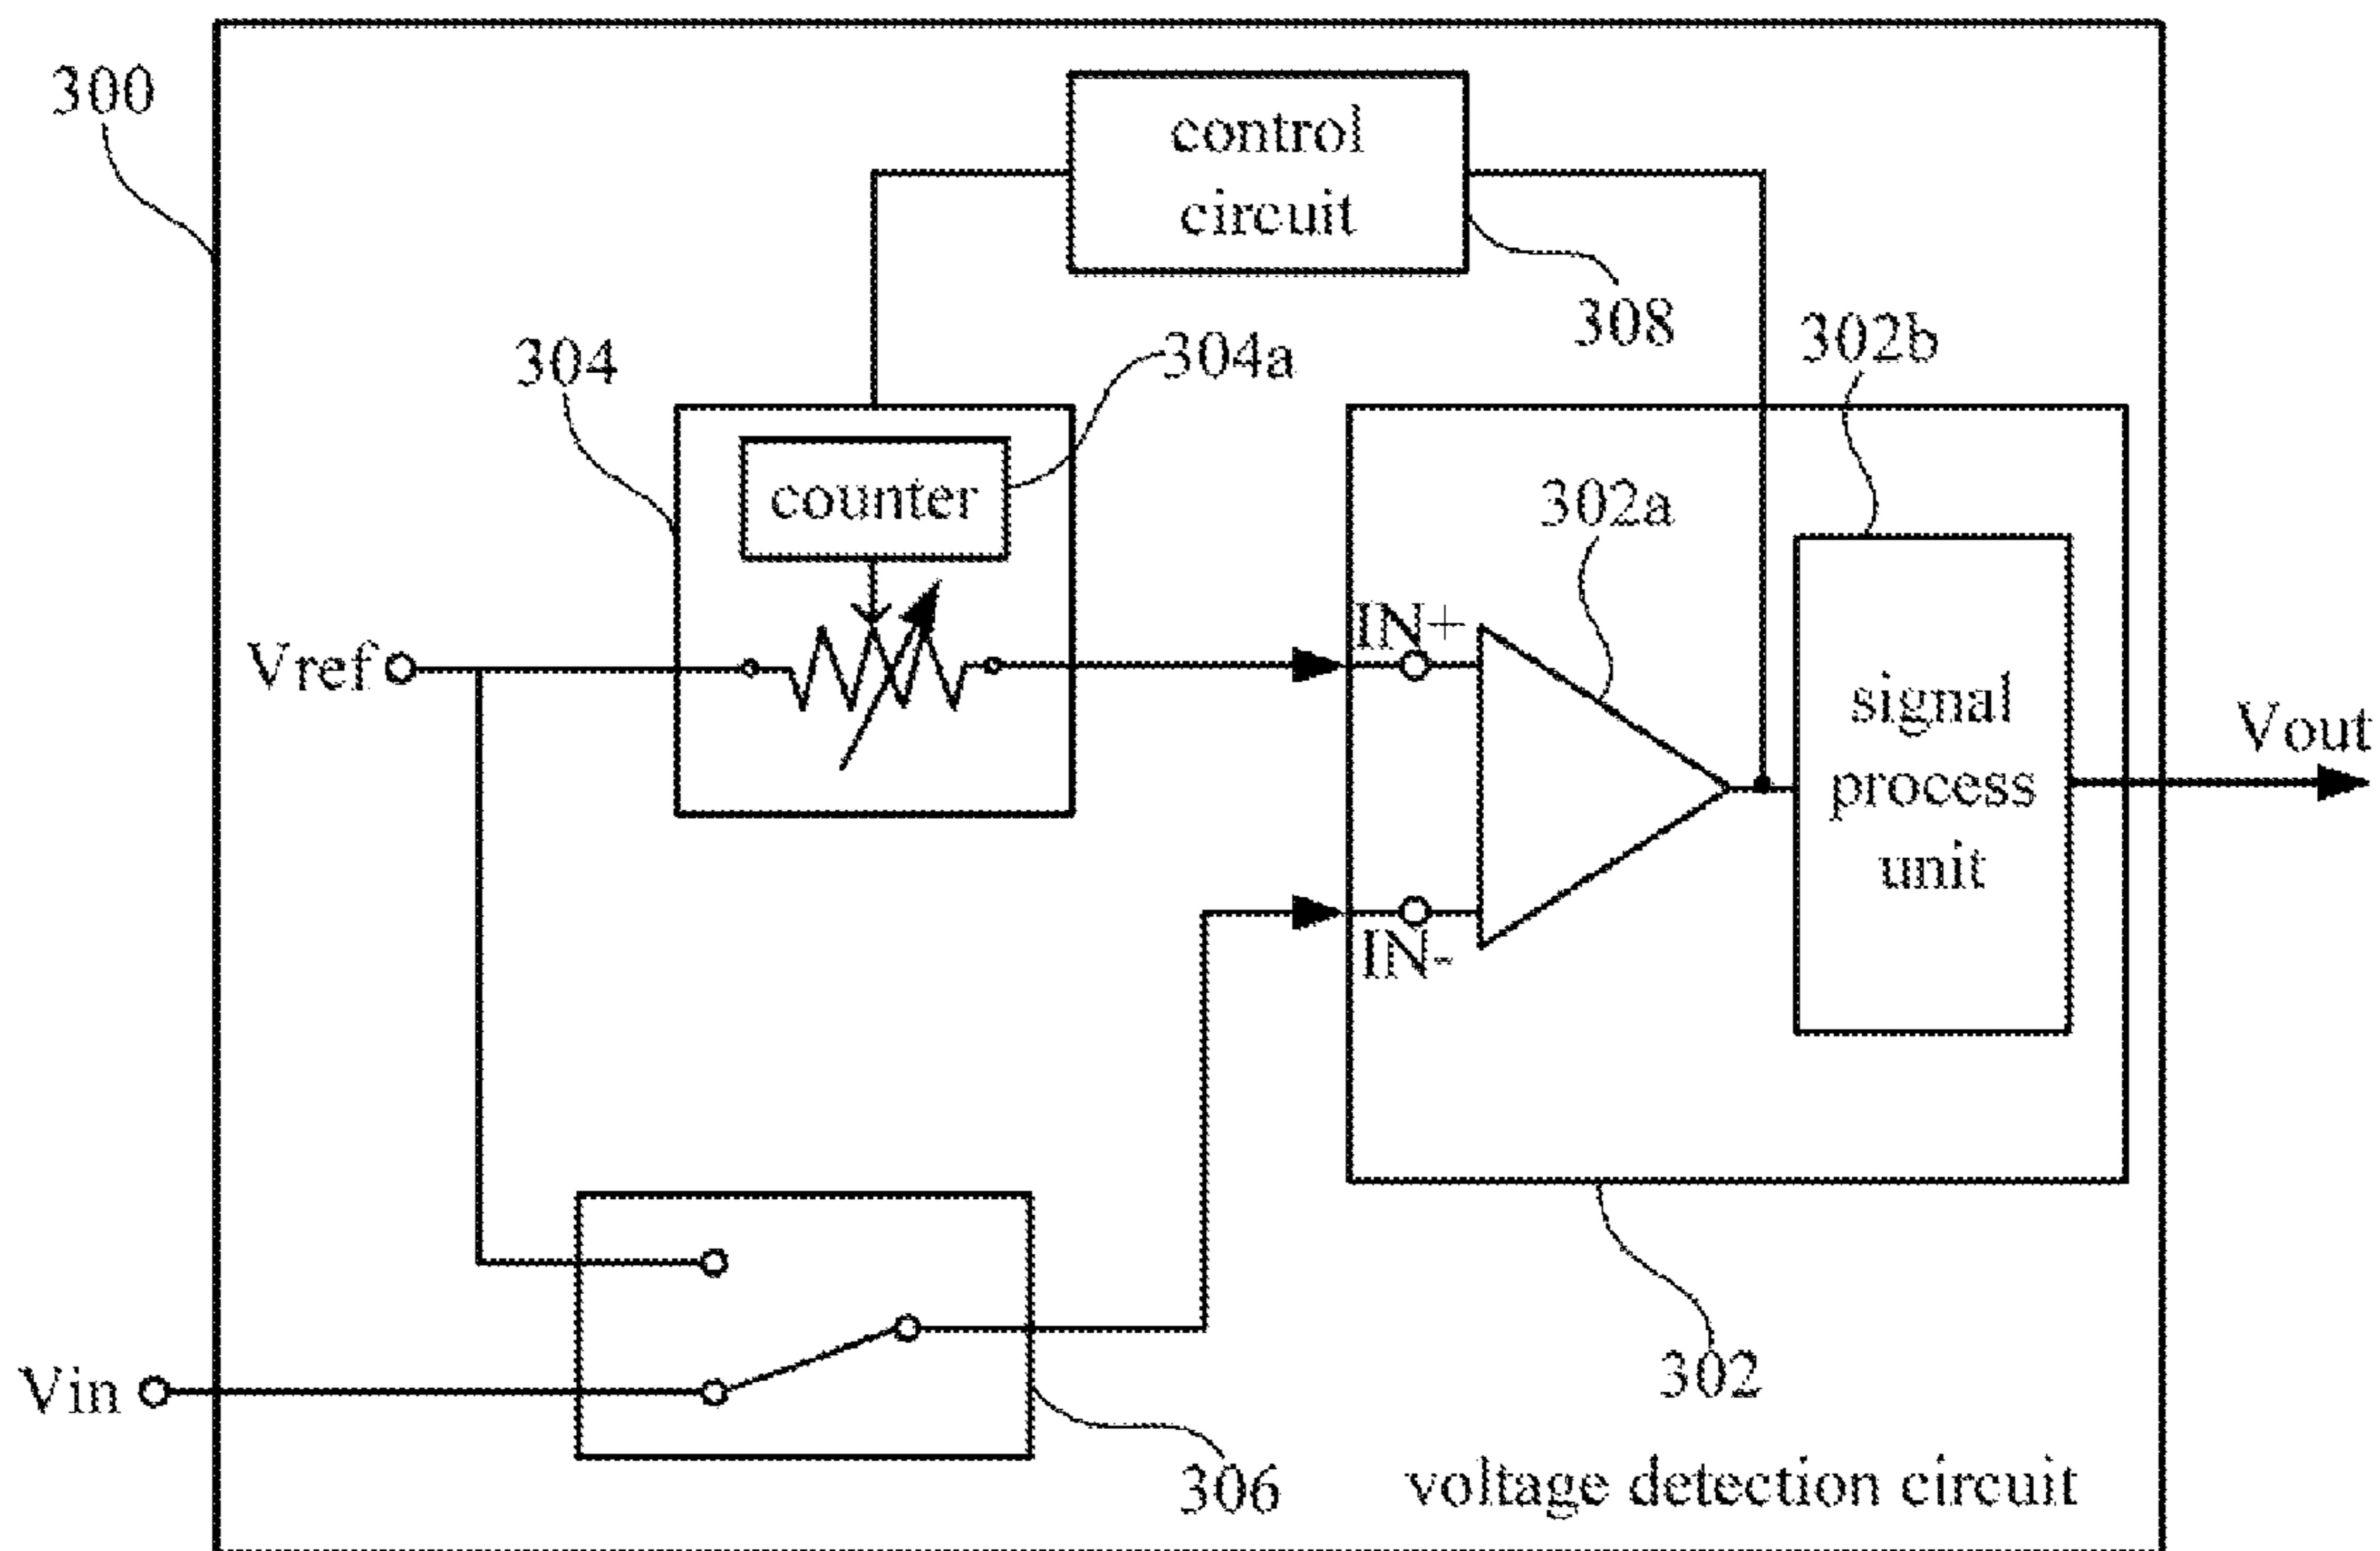 300
control
circuit
308
304
304a
302b
counter
302a
IN+
Vref
signal
process
unit
Vout
IN-
302
Vin
306
voltage detection circuit